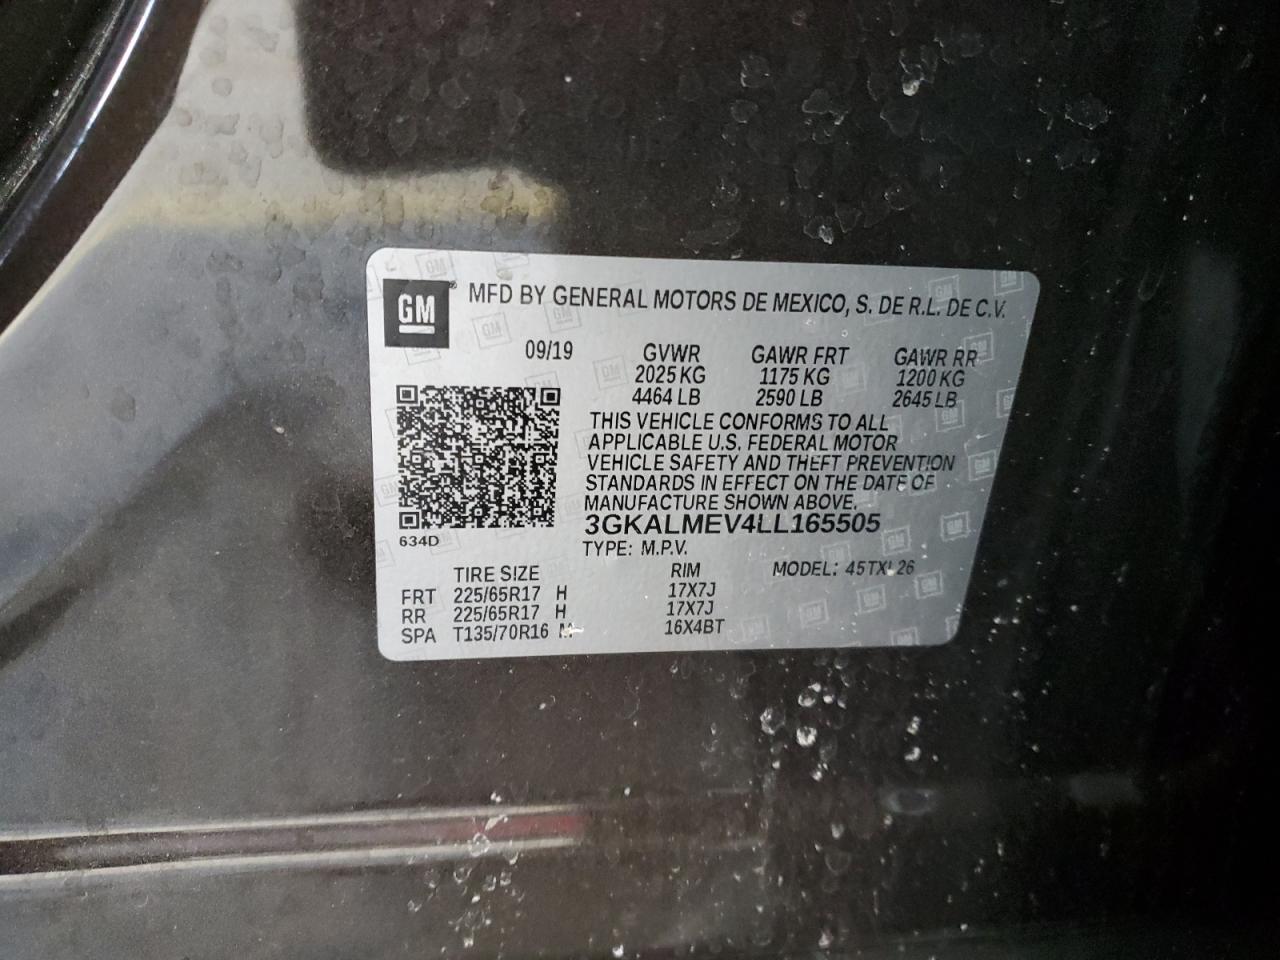 GM
MFD BY GENERAL MOTORS DE MEXICO, S. DE R.L. DE C.V.
09/19
GVWR GAWR FRT GAWR RR
2025 KG 1175 KG 1200 KG
4464 LB 2590 LB 2645 LB
THIS VEHICLE CONFORMS TO ALL
APPLICABLE U.S. FEDERAL MOTOR
VEHICLE SAFETY AND THEFT PREVENTION
STANDARDS IN EFFECT ON THE DATE OF
MANUFACTURE SHOWN ABOVE.
3GKALMEV4LL165505
634D
TYPE: M.P.V.
TIRE SIZE RIM MODEL: 45TXL26
FRT 225/65R17 H 17X7J
RR 225/65R17 H 17X7J
SPA T135/70R16 M 16X4BT